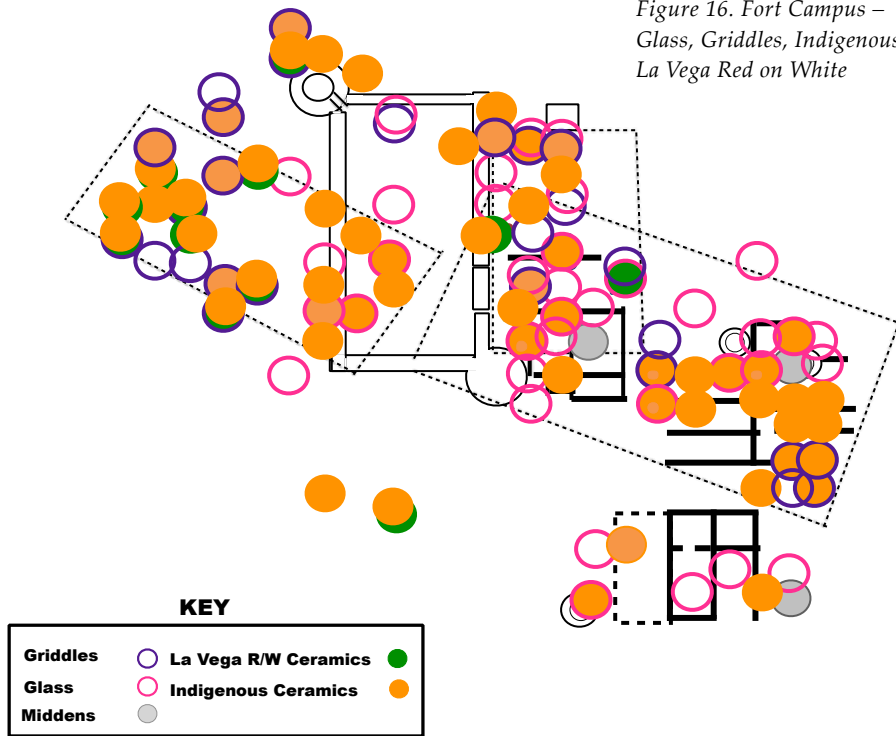 Figure 16. Fort Campus –
Glass, Griddles, Indigenous
La Vega Red on White
KEY
Griddles La Vega R/W Ceramics
Glass Indigenous Ceramics
Middens